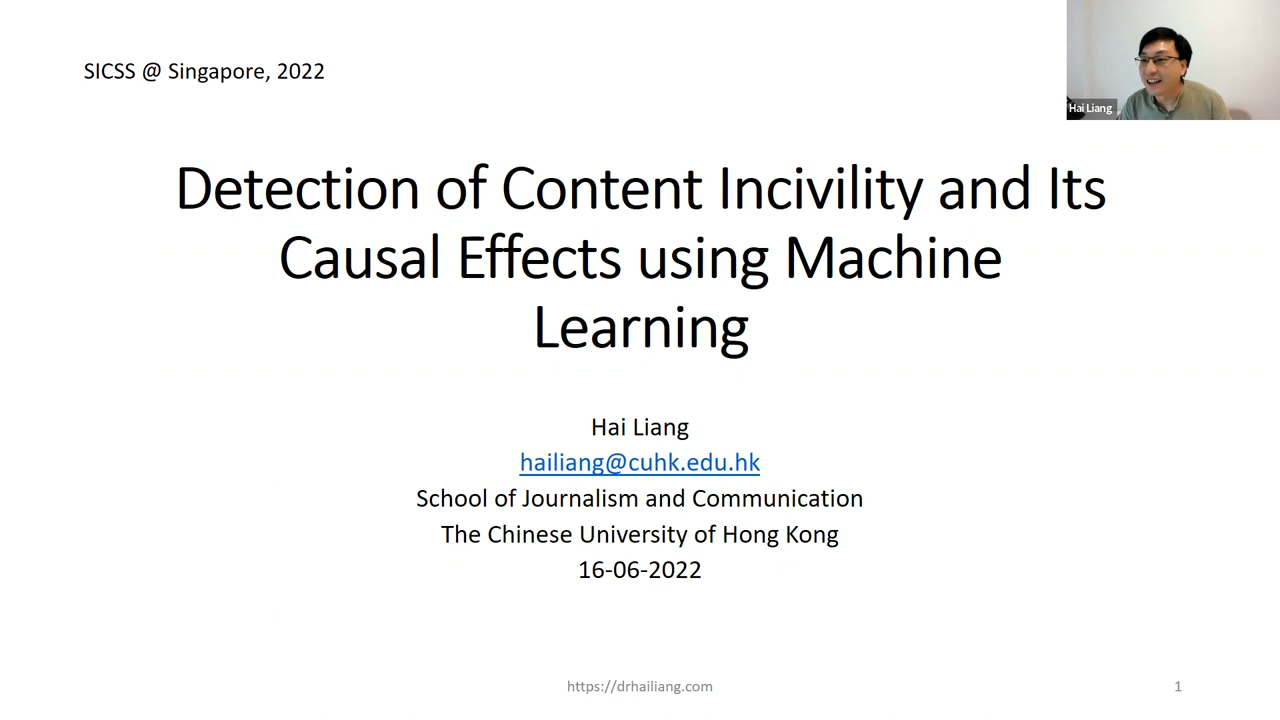 SICSS @ Singapore, 2022
Hai Liang
Detection of Content Incivility and Its
Causal Effects using Machine
Learning
Hai Liang
hailiang@cuhk.edu.hk
School of Journalism and Communication
The Chinese University of Hong Kong
16-06-2022
https://drhailiang.com
1